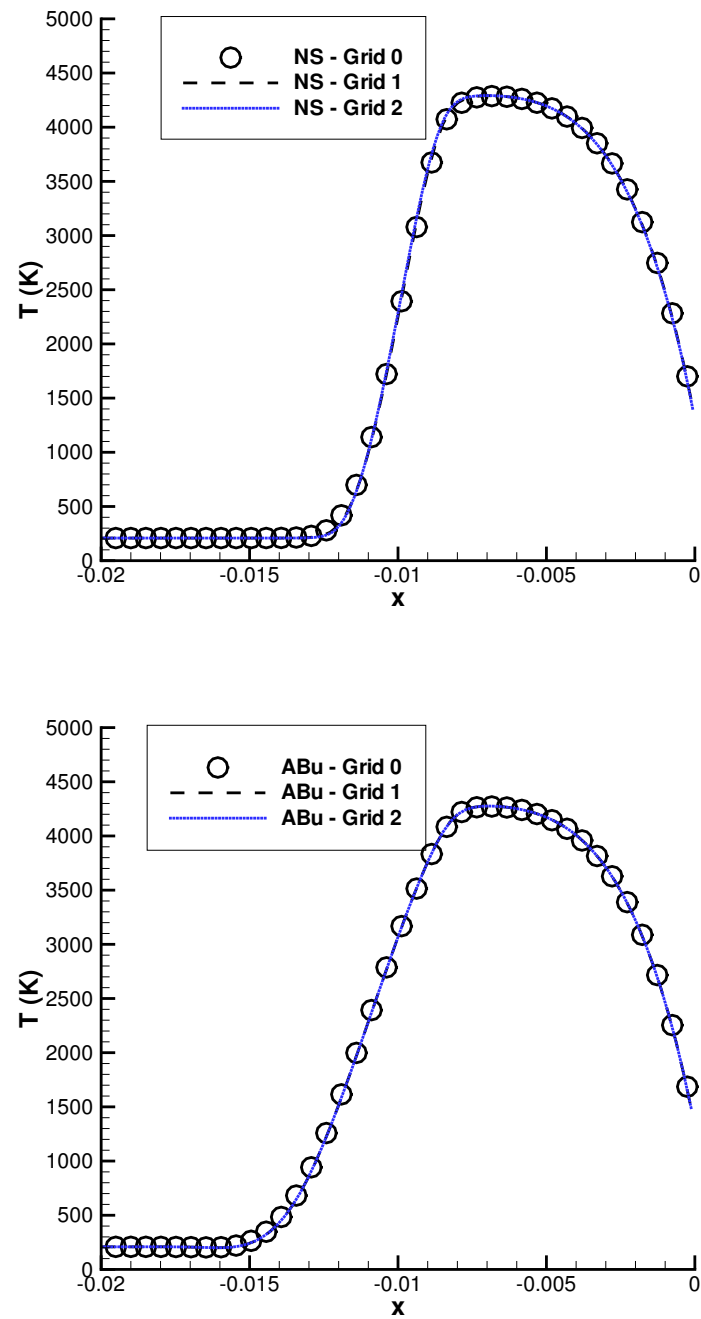 5000
NS - Grid 0
4500
NS - Grid 1
NS - Grid 2
4000
3500
3000
T (K)
2500
2000
1500
1000
500
0
-0.02 -0.015 -0.01 -0.005 0
x
5000
ABu - Grid 0
4500
ABu - Grid 1
ABu - Grid 2
4000
3500
3000
T (K)
2500
2000
1500
1000
500
0
-0.02 -0.015 -0.01 -0.005 0
x